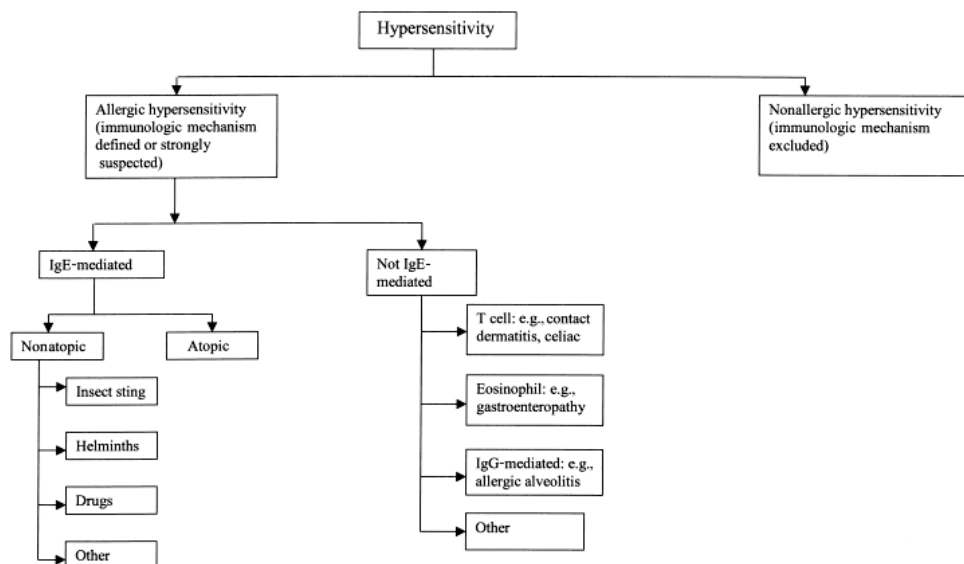 Hypersensitivity
Allergic hypersensitivity
(immunologic mechanism
defined or strongly
suspected)
Nonallergic hypersensitivity
(immunologic mechanism
excluded)
IgE-mediated
Not IgE-
mediated
Nonatopic
Atopic
Insect sting
Helminths
Drugs
Other
T cell: e.g., contact
dermatitis, celiac
Eosinophil: e.g.,
gastroenteropathy
IgG-mediated: e.g.,
allergic alveolitis
Other